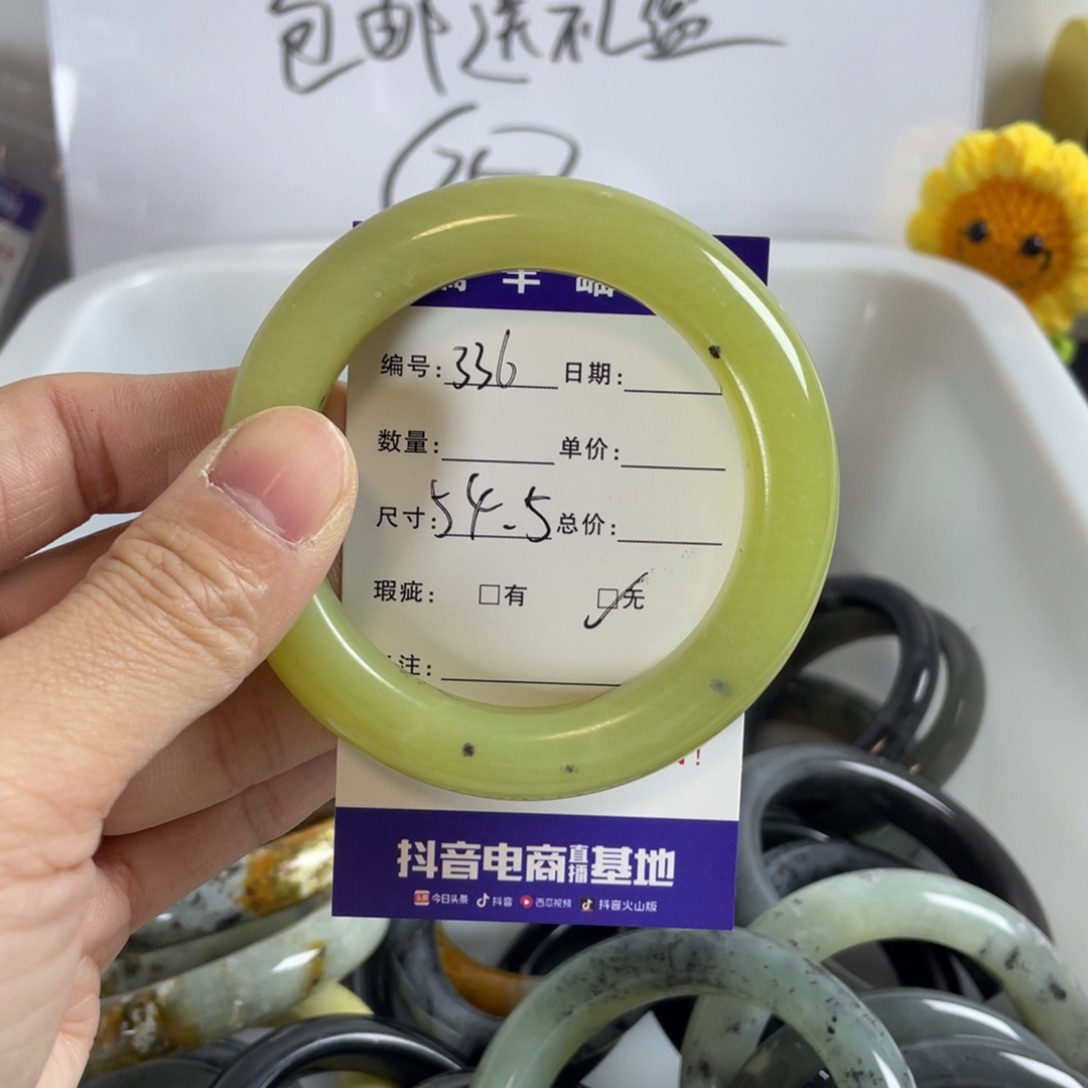 包邮送礼盒
编号:336 日期:
数量: 单价:
尺寸:54.5 总价:
瑕疵: □有 □无
注:
!
抖音电商直播基地
头条 今日头条 抖音 西瓜视频 抖音火山版